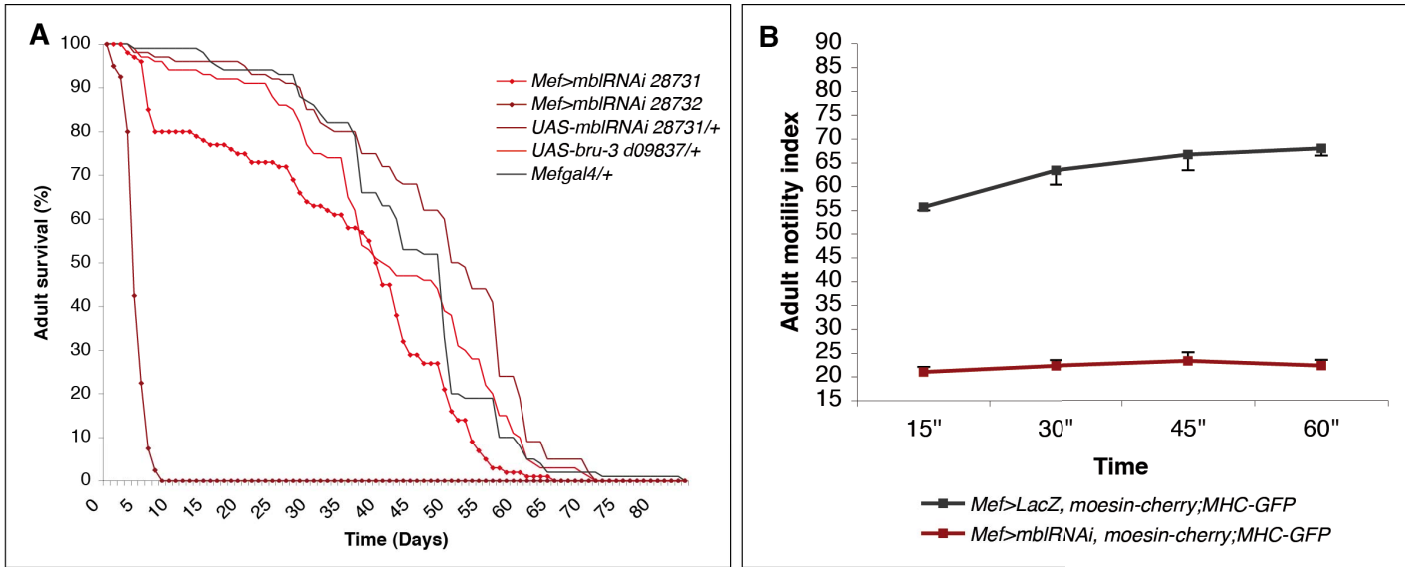 A
100
90
80
70
60
50
40
30
20
10
0
Adult survival (%)
0 5 10 15 20 25 30 35 40 45 50 55 60 65 70 75 80
Time (Days)
Mef>mblRNAi 28731
Mef>mblRNAi 28732
UAS-mblRNAi 28731/+
UAS-bru-3 d09837/+
Mefgal4/+
B
90
85
80
75
70
65
60
55
50
45
40
35
30
25
20
15
Adult motility index
15" 30" 45" 60"
Time
Mef>LacZ, moesin-cherry;MHC-GFP
Mef>mblRNAi, moesin-cherry;MHC-GFP